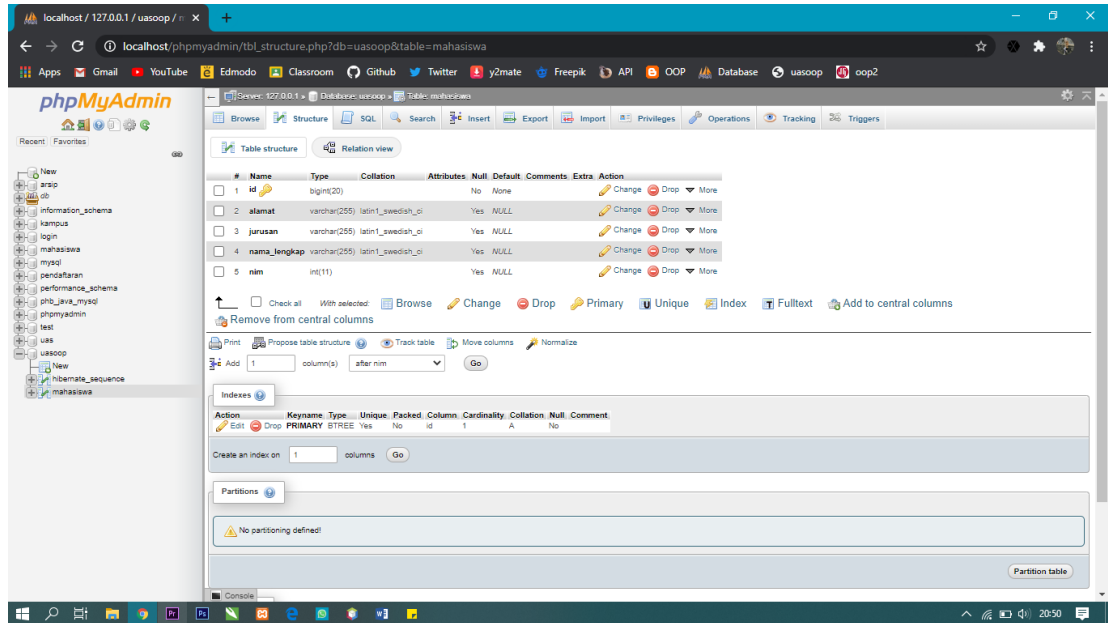 localhost / 127.0.0.1 / uasoop /
localhost/phpmyadmin/tbl_structure.php?db=uasoop&table=mahasiswa
Apps Gmail YouTube Edmodo Classroom Github Twitter y2mate Freepik API OOP Database uasoop oop2
phpMyAdmin
Recent Favorites
New
arsip
db
information_schema
kampus
login
mahasiswa
mysql
pendaftaran
performance_schema
phb_java_mysql
phpmyadmin
test
uas
uasoop
New
hibernate_sequence
mahasiswa
Server: 127.0.0.1 » Database: uasoop » Table: mahasiswa
Browse Structure SQL Search Insert Export Import Privileges Operations Tracking Triggers
Table structure Relation view
# Name Type Collation Attributes Null Default Comments Extra Action
1 id bigint(20) No None Change Drop More
2 alamat varchar(255) latin1_swedish_ci Yes NULL Change Drop More
3 jurusan varchar(255) latin1_swedish_ci Yes NULL Change Drop More
4 nama_lengkap varchar(255) latin1_swedish_ci Yes NULL Change Drop More
5 nim int(11) Yes NULL Change Drop More
Check all With selected: Browse Change Drop Primary Unique Index Fulltext Add to central columns
Remove from central columns
Print Propose table structure Track table Move columns Normalize
Add 1 column(s) after nim Go
Indexes
Action Keyname Type Unique Packed Column Cardinality Collation Null Comment
Edit Drop PRIMARY BTREE Yes No id 1 A No
Create an index on 1 columns Go
Partitions
No partitioning defined!
Partition table
Console
20:50